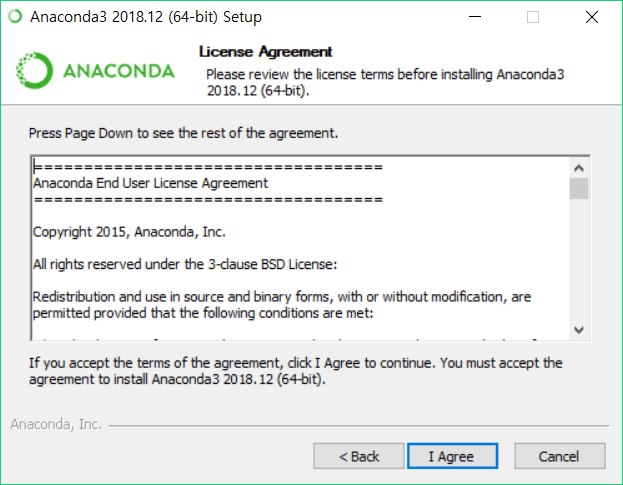 Anaconda3 2018.12 (64-bit) Setup
ANACONDA
License Agreement
Please review the license terms before installing Anaconda3
2018.12 (64-bit).
Press Page Down to see the rest of the agreement.
===================================
Anaconda End User License Agreement
===================================
Copyright 2015, Anaconda, Inc.
All rights reserved under the 3-clause BSD License:
Redistribution and use in source and binary forms, with or without modification, are
permitted provided that the following conditions are met:
If you accept the terms of the agreement, click I Agree to continue. You must accept the
agreement to install Anaconda3 2018.12 (64-bit).
Anaconda, Inc.
< Back
I Agree
Cancel